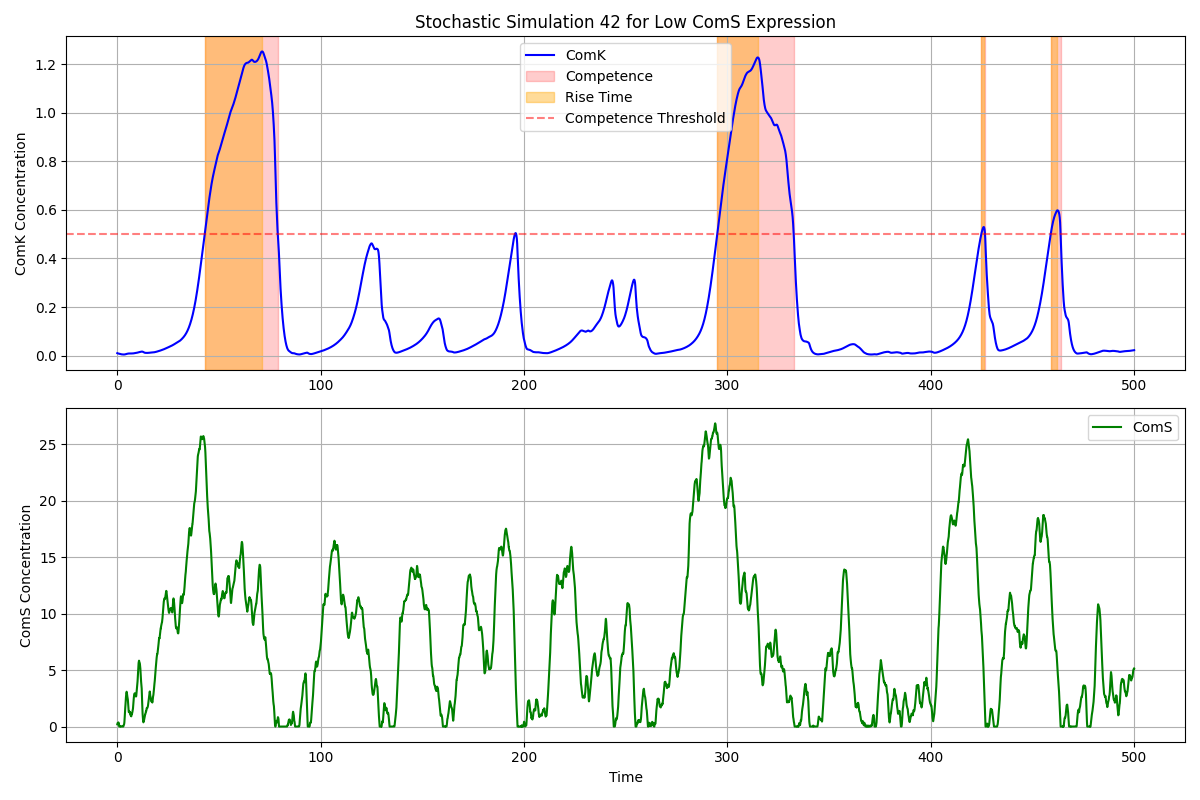 Stochastic Simulation 42 for Low ComS Expression
ComK Concentration
1.2
1.0
0.8
0.6
0.4
0.2
0.0
ComK
Competence
Rise Time
Competence Threshold
0 100 200 300 400 500
ComS Concentration
25
20
15
10
5
0
ComS
0 100 200 300 400 500
Time